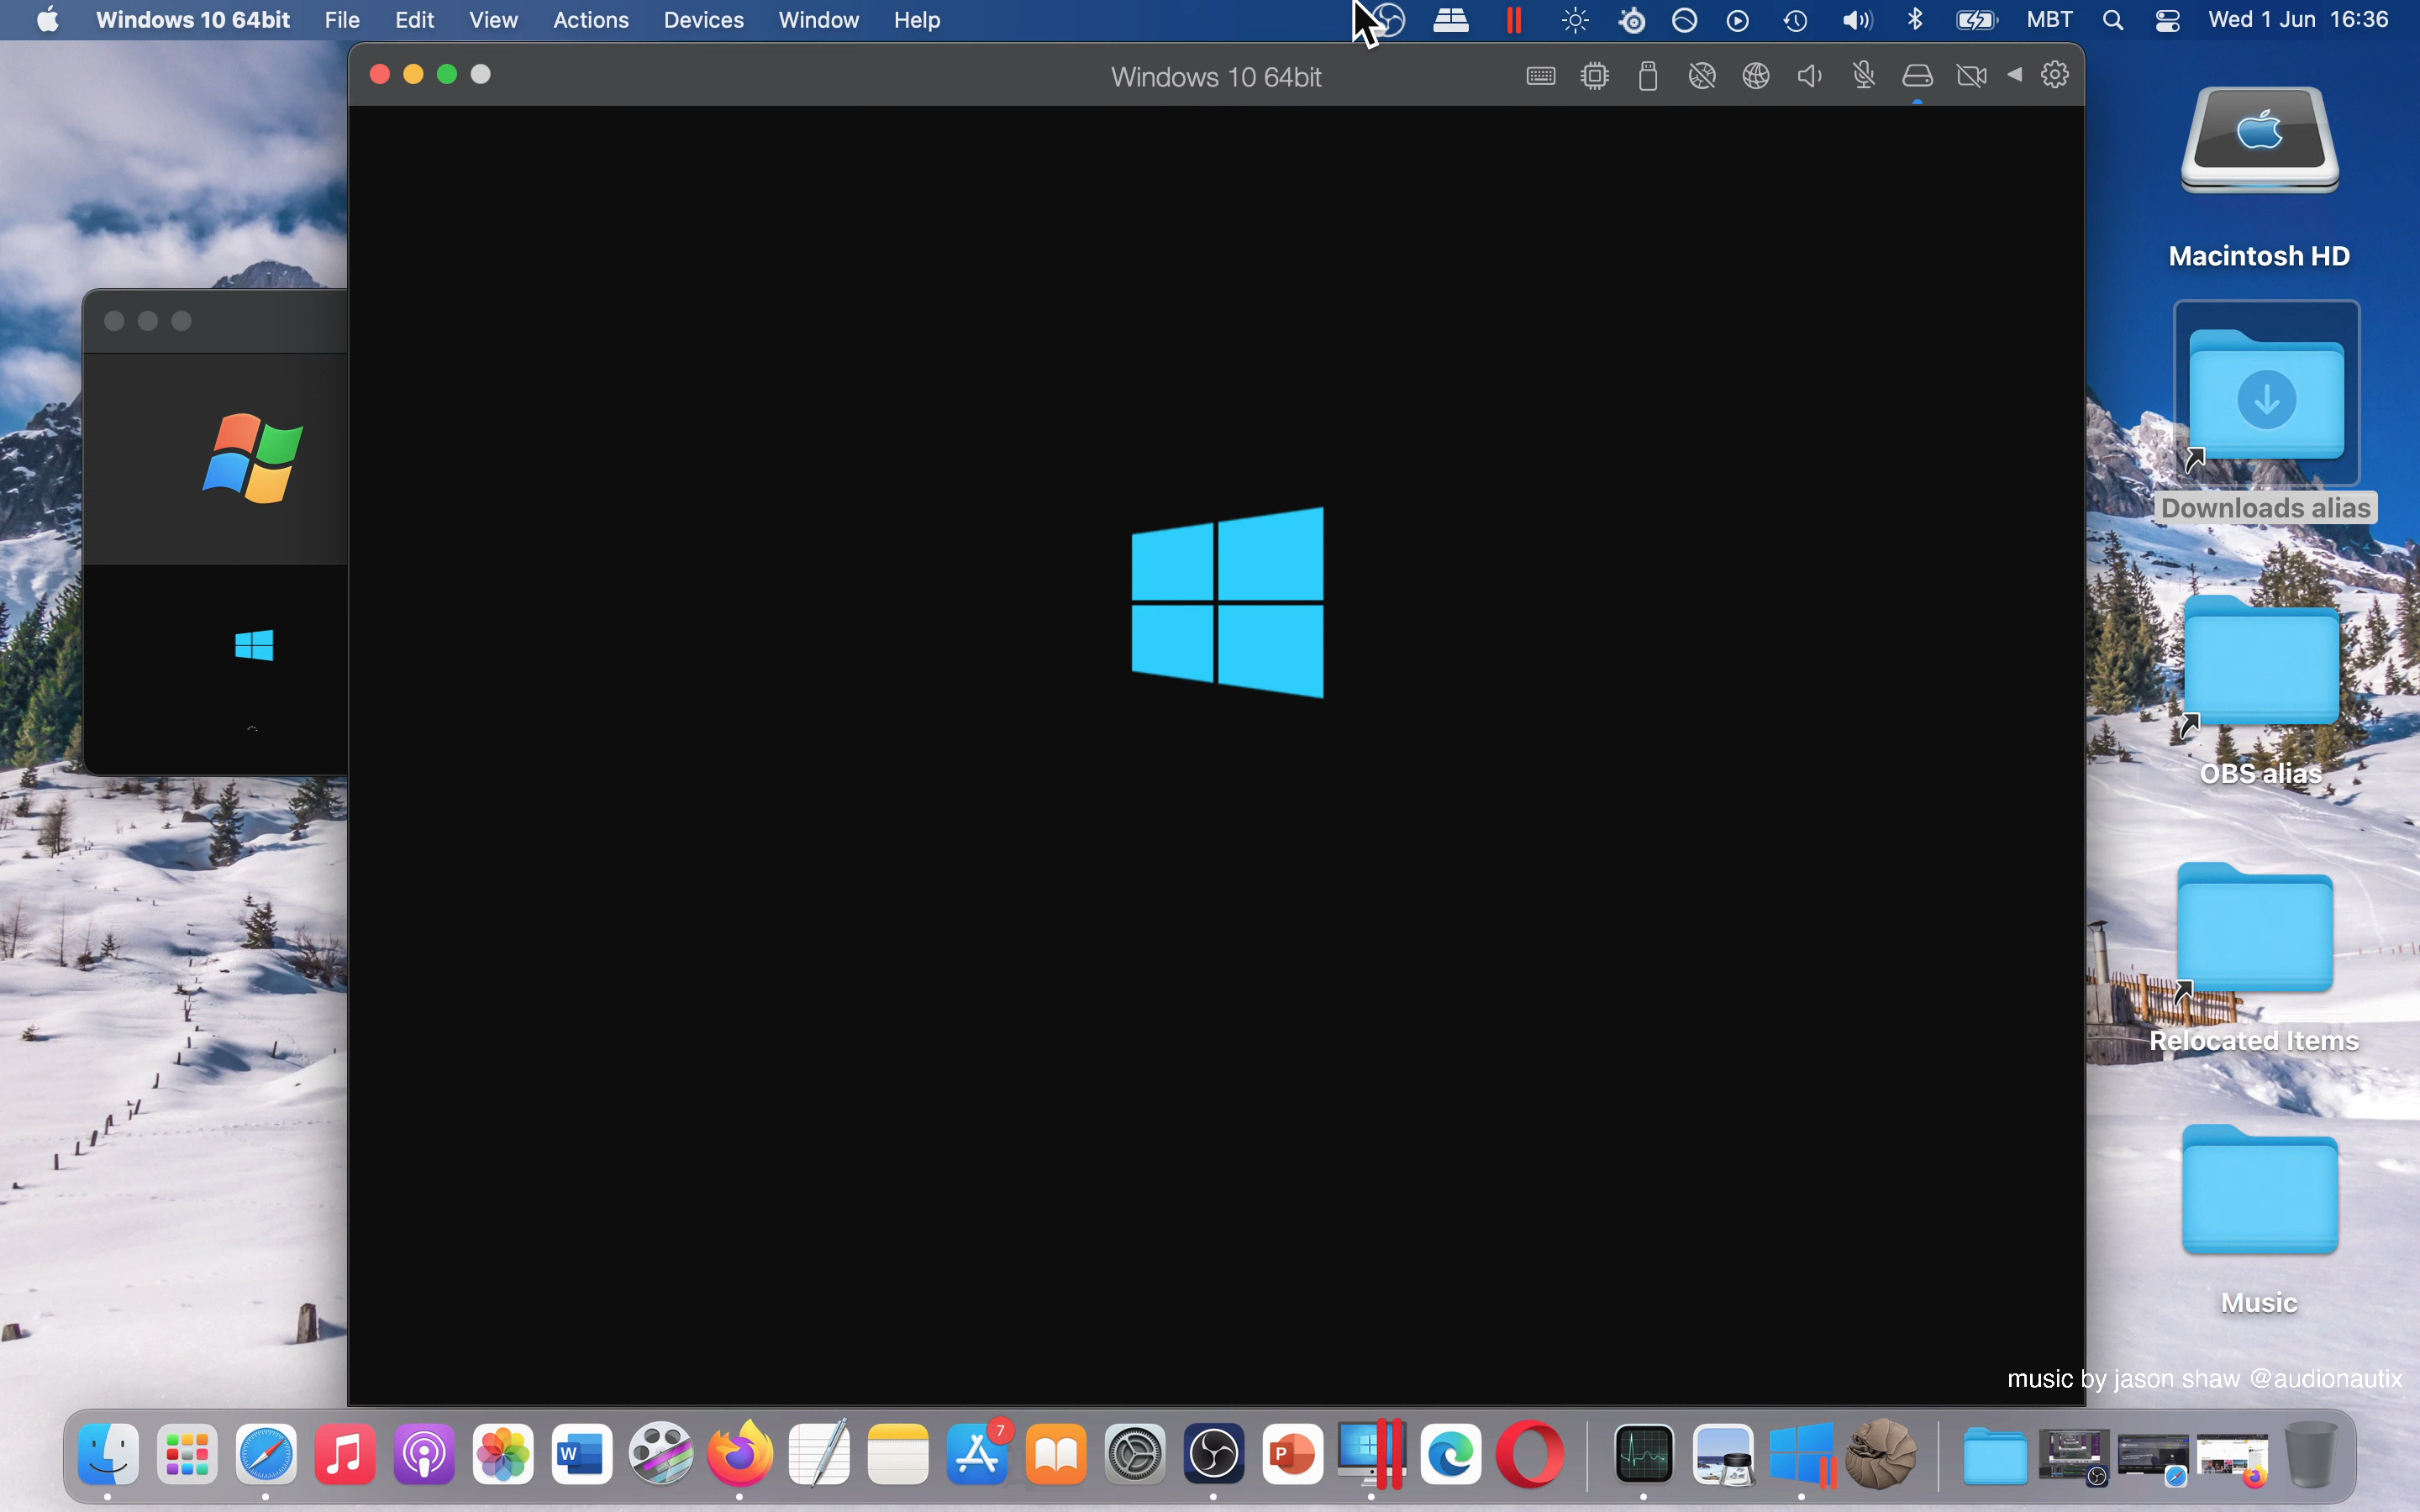 Windows 10 64bit File Edit View Actions Devices Window Help MBT Wed 1 Jun 16:36
Windows 10 64bit
Macintosh HD
Downloads alias
OBS alias
Relocated Items
Music
music by jason shaw @audionautix
7
W
P